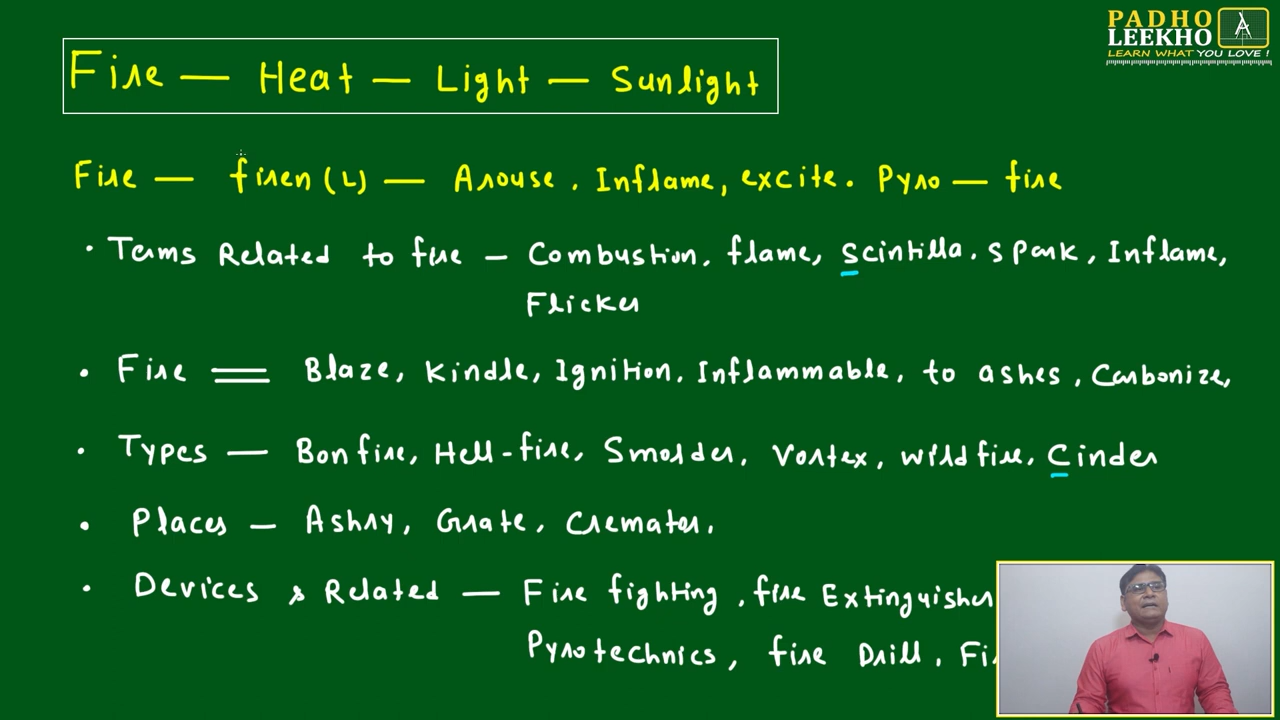 PADHO
LEEKHO
LEARN WHAT YOU LOVE !
Fire — Heat — Light — Sunlight
Fire — firen (L) — Arouse. Inflame, excite. Pyro — fire
• Terms Related to fire — Combustion, flame, Scintilla. spark, Inflame,
Flicker
• Fire = Blaze, Kindle, Ignition, Inflammable, to ashes, Carbonize,
• Types — Bonfire, Hell-fire, Smolder, Vortex, wildfire, Cinder
• Places — Ashry, Grate, Cremator.
• Devices & Related — Fire fighting, fire Extinguisher
Pyrotechnics, fire Drill. Fi